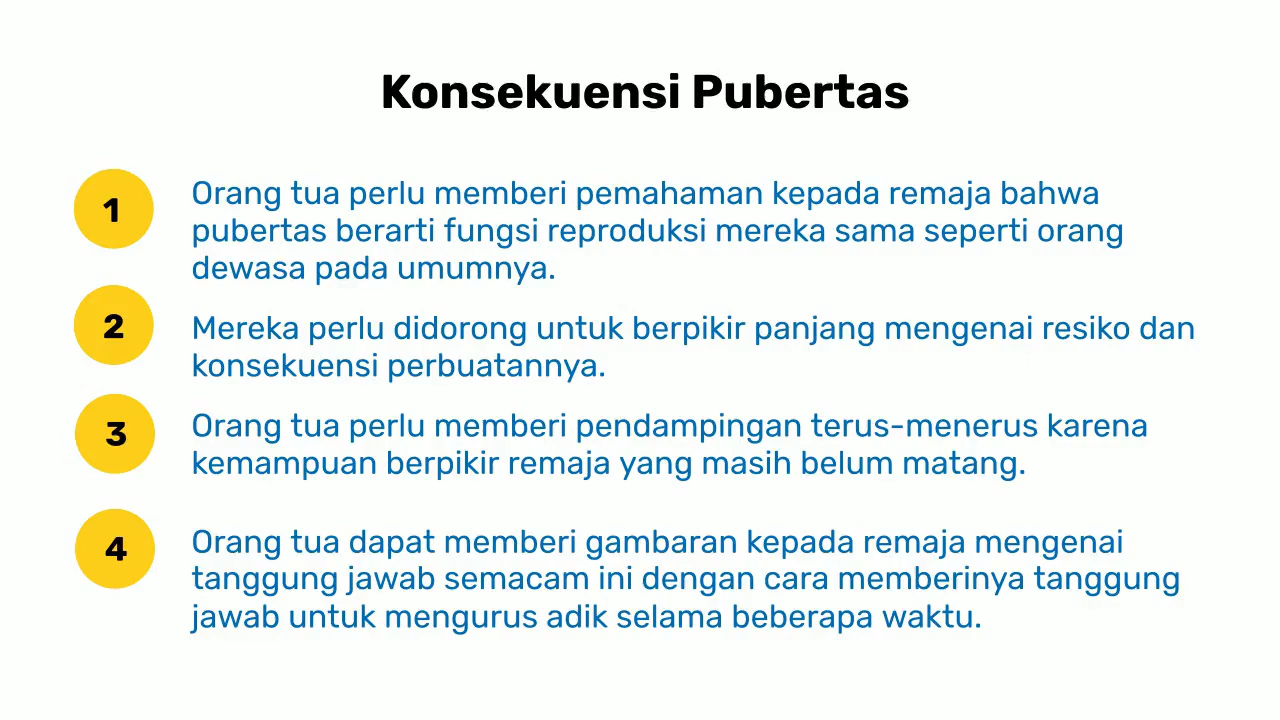 Konsekuensi Pubertas
1
Orang tua perlu memberi pemahaman kepada remaja bahwa
pubertas berarti fungsi reproduksi mereka sama seperti orang
dewasa pada umumnya.
2
Mereka perlu didorong untuk berpikir panjang mengenai resiko dan
konsekuensi perbuatannya.
3
Orang tua perlu memberi pendampingan terus-menerus karena
kemampuan berpikir remaja yang masih belum matang.
4
Orang tua dapat memberi gambaran kepada remaja mengenai
tanggung jawab semacam ini dengan cara memberinya tanggung
jawab untuk mengurus adik selama beberapa waktu.